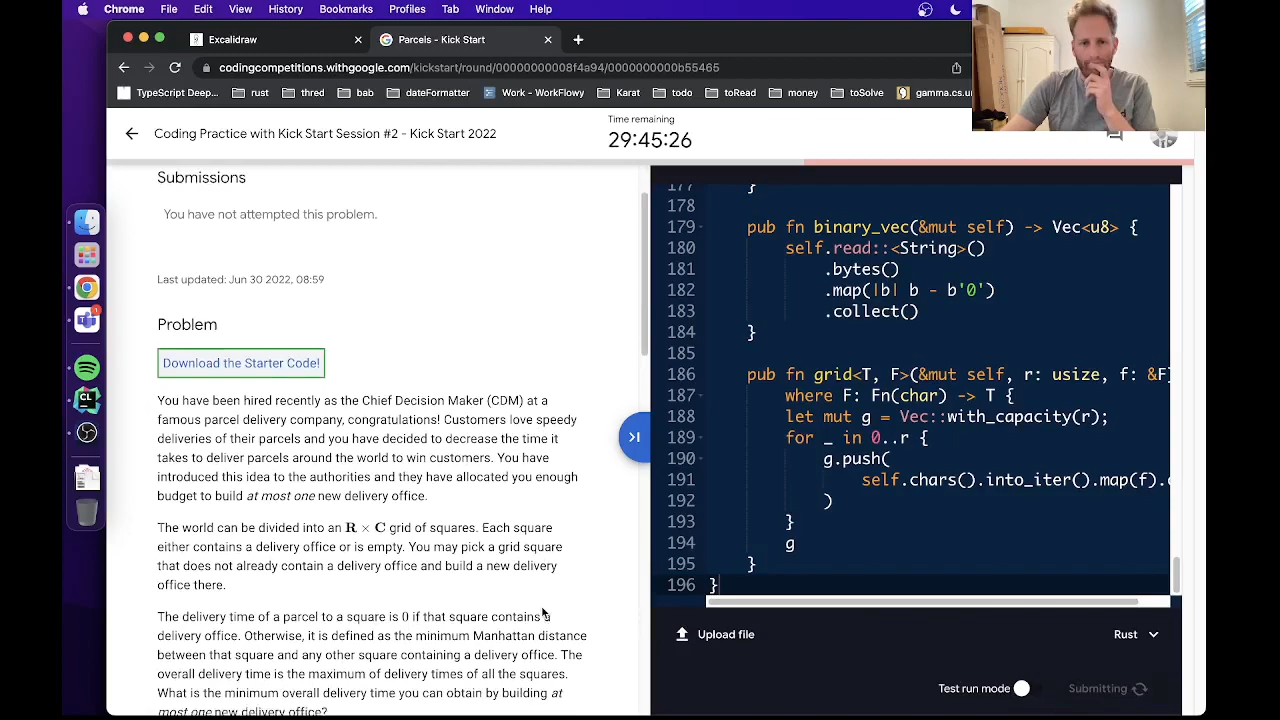 Chrome File Edit View History Bookmarks Profiles Tab Window Help
Excalidraw
Parcels - Kick Start
codingcompetitions.withgoogle.com/kickstart/round/00000000008f4a94/0000000000b55465
TypeScript Deep... rust thred bab dateFormatter Work - WorkFlowy Karat todo toRead money toSolve gamma.cs.un
Coding Practice with Kick Start Session #2 - Kick Start 2022
Time remaining
29:45:26
Submissions
You have not attempted this problem.
Last updated: Jun 30 2022, 08:59
Problem
Download the Starter Code!
You have been hired recently as the Chief Decision Maker (CDM) at a
famous parcel delivery company, congratulations! Customers love speedy
deliveries of their parcels and you have decided to decrease the time it
takes to deliver parcels around the world to win customers. You have
introduced this idea to the authorities and they have allocated you enough
budget to build at most one new delivery office.
The world can be divided into an R × C grid of squares. Each square
either contains a delivery office or is empty. You may pick a grid square
that does not already contain a delivery office and build a new delivery
office there.
The delivery time of a parcel to a square is 0 if that square contains a
delivery office. Otherwise, it is defined as the minimum Manhattan distance
between that square and any other square containing a delivery office. The
overall delivery time is the maximum of delivery times of all the squares.
What is the minimum overall delivery time you can obtain by building at
most one new delivery office?
177 }
178
179 pub fn binary_vec(&mut self) -> Vec<u8> {
180 self.read::<String>()
181 .bytes()
182 .map(|b| b - b'0')
183 .collect()
184 }
185
186 pub fn grid<T, F>(&mut self, r: usize, f: &F
187 where F: Fn(char) -> T {
188 let mut g = Vec::with_capacity(r);
189 for _ in 0..r {
190 g.push(
191 self.chars().into_iter().map(f).c
192 )
193 }
194 g
195 }
196 }
Upload file
Rust
Test run mode
Submitting